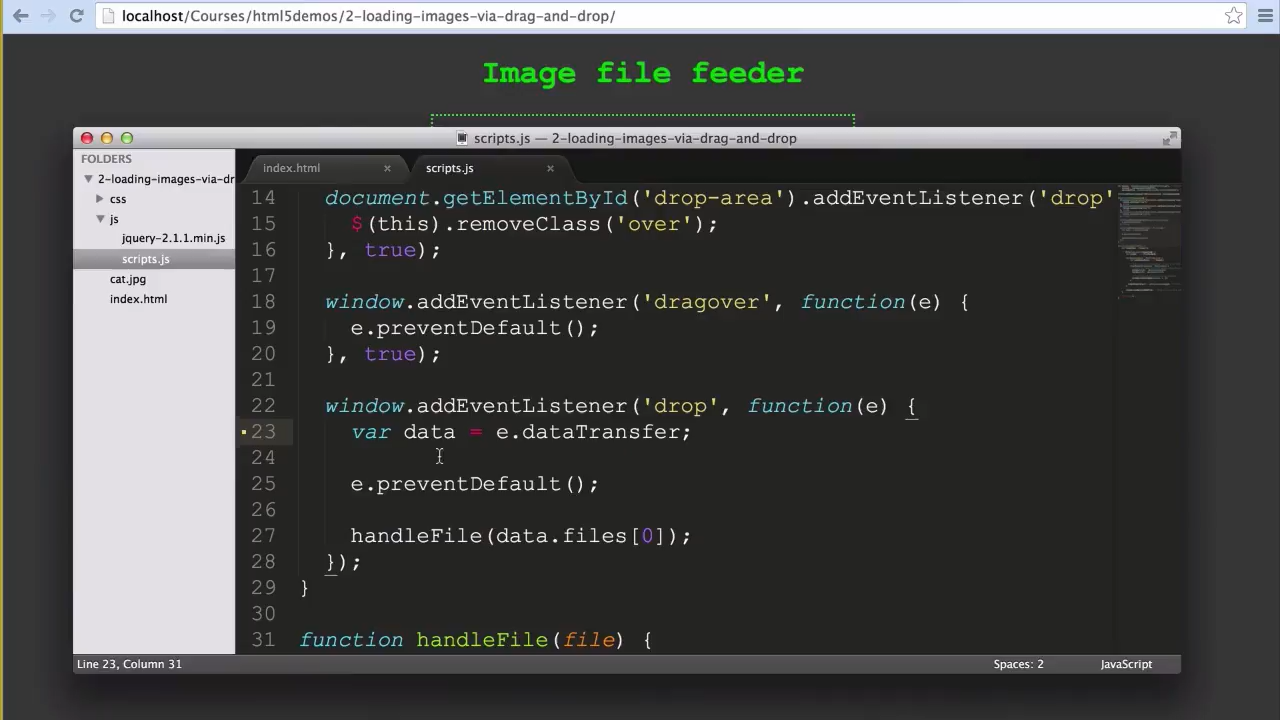 localhost/Courses/html5demos/2-loading-images-via-drag-and-drop/
Image file feeder
scripts.js — 2-loading-images-via-drag-and-drop
FOLDERS
2-loading-images-via-dr
css
js
jquery-2.1.1.min.js
scripts.js
cat.jpg
index.html
index.html
scripts.js
14 document.getElementById('drop-area').addEventListener('drop'
15 $(this).removeClass('over');
16 }, true);
17
18 window.addEventListener('dragover', function(e) {
19 e.preventDefault();
20 }, true);
21
22 window.addEventListener('drop', function(e) {
23 var data = e.dataTransfer;
24
25 e.preventDefault();
26
27 handleFile(data.files[0]);
28 });
29 }
30
31 function handleFile(file) {
Line 23, Column 31
Spaces: 2
JavaScript